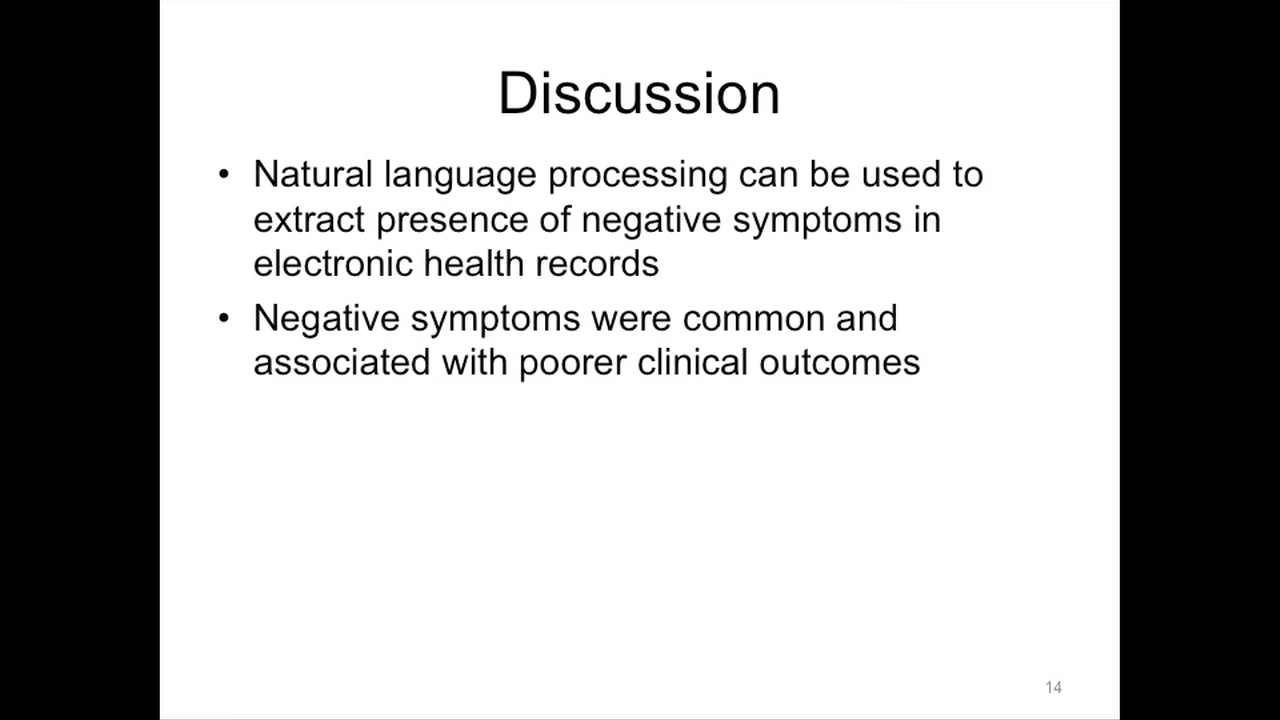 Discussion
• Natural language processing can be used to
extract presence of negative symptoms in
electronic health records
• Negative symptoms were common and
associated with poorer clinical outcomes
14